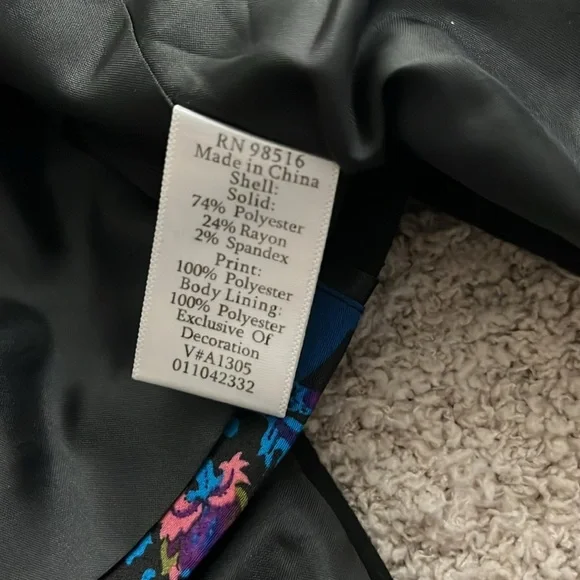 RN 98516
Made in China
Shell:
Solid:
74% Polyester
24% Rayon
2% Spandex
Print:
100% Polyester
Body Lining:
100% Polyester
Exclusive Of
Decoration
V#A1305
011042332